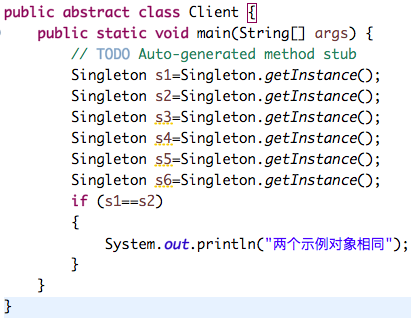 public abstract class Client {
public static void main(String[] args) {
// TODO Auto-generated method stub
Singleton s1=Singleton.getInstance();
Singleton s2=Singleton.getInstance();
Singleton s3=Singleton.getInstance();
Singleton s4=Singleton.getInstance();
Singleton s5=Singleton.getInstance();
Singleton s6=Singleton.getInstance();
if (s1==s2)
{
System.out.println("两个示例对象相同");
}
}
}